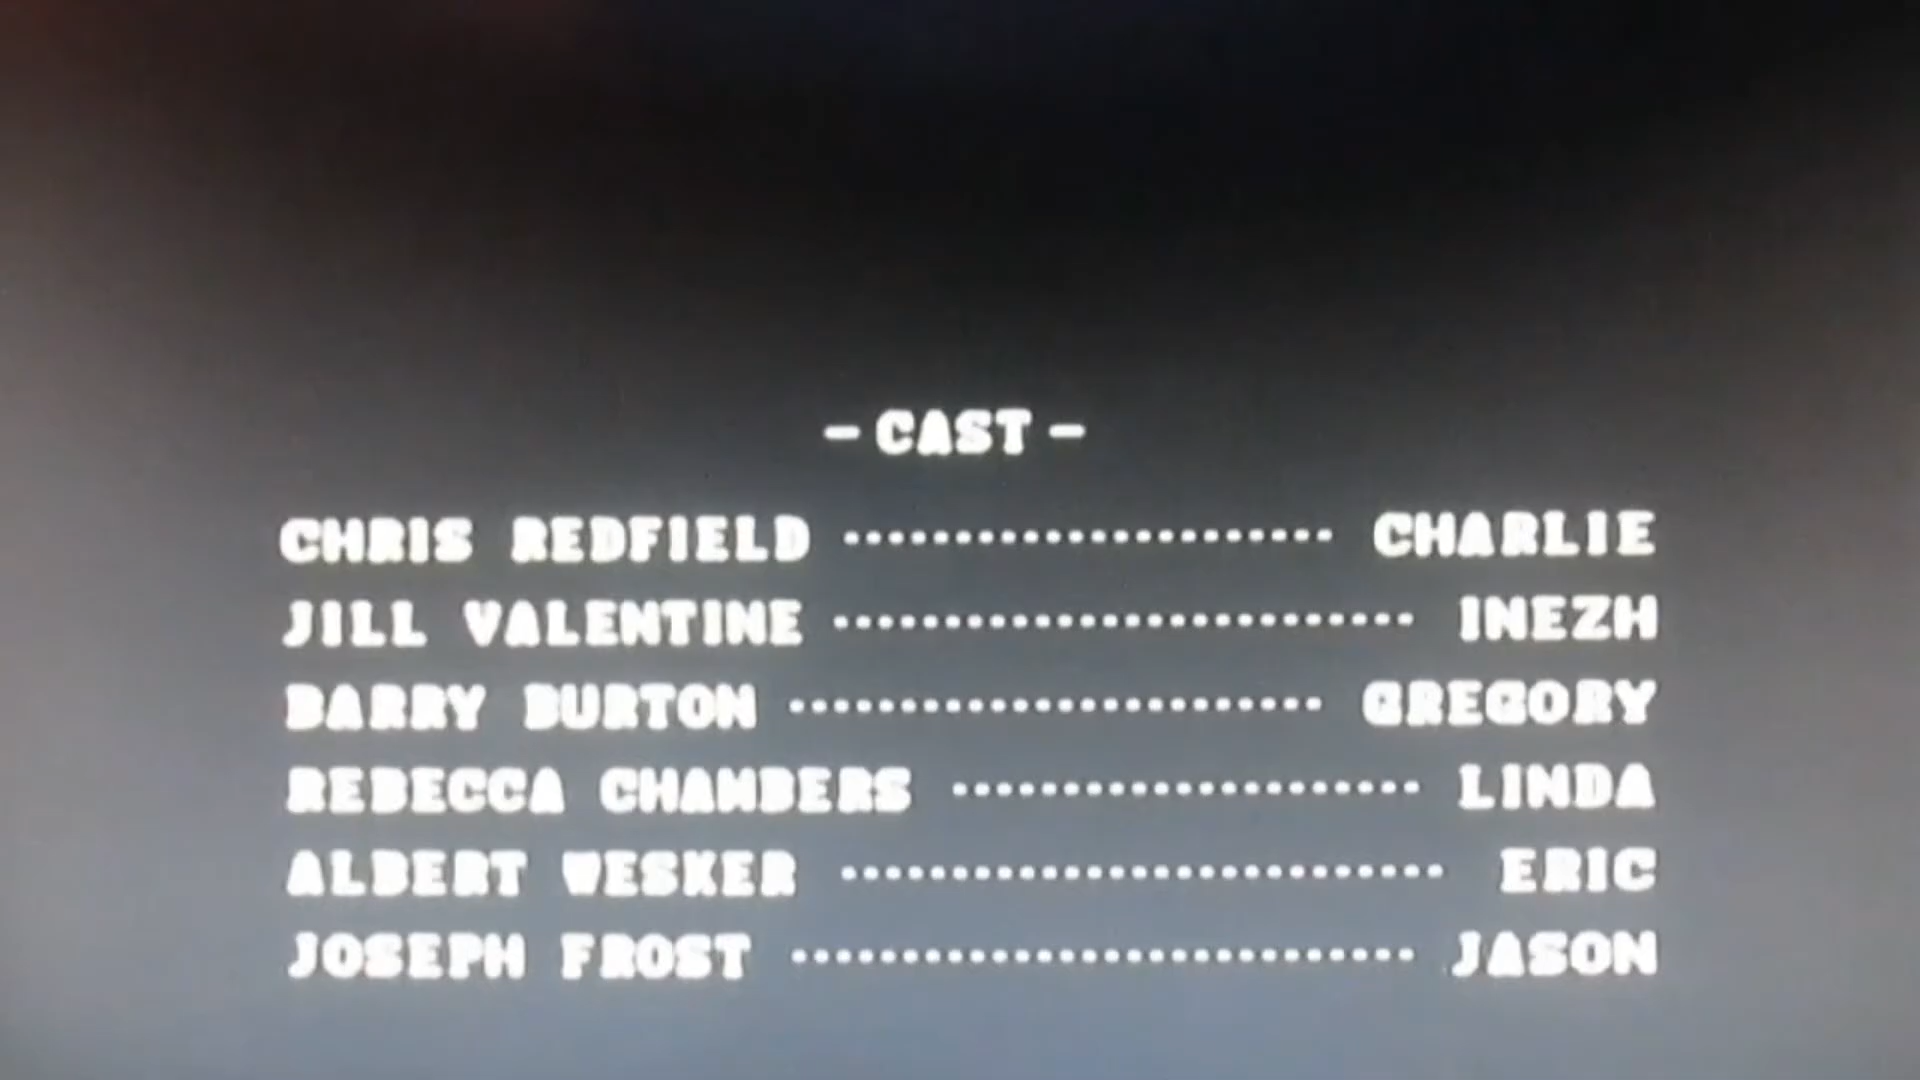 - CAST -
CHRIS REDFIELD ...................... CHARLIE
JILL VALENTINE .......................... INEZH
BARRY BURTON ........................ GREGORY
REBECCA CHAMBERS ..................... LINDA
ALBERT WESKER ........................... ERIC
JOSEPH FROST ............................ JASON